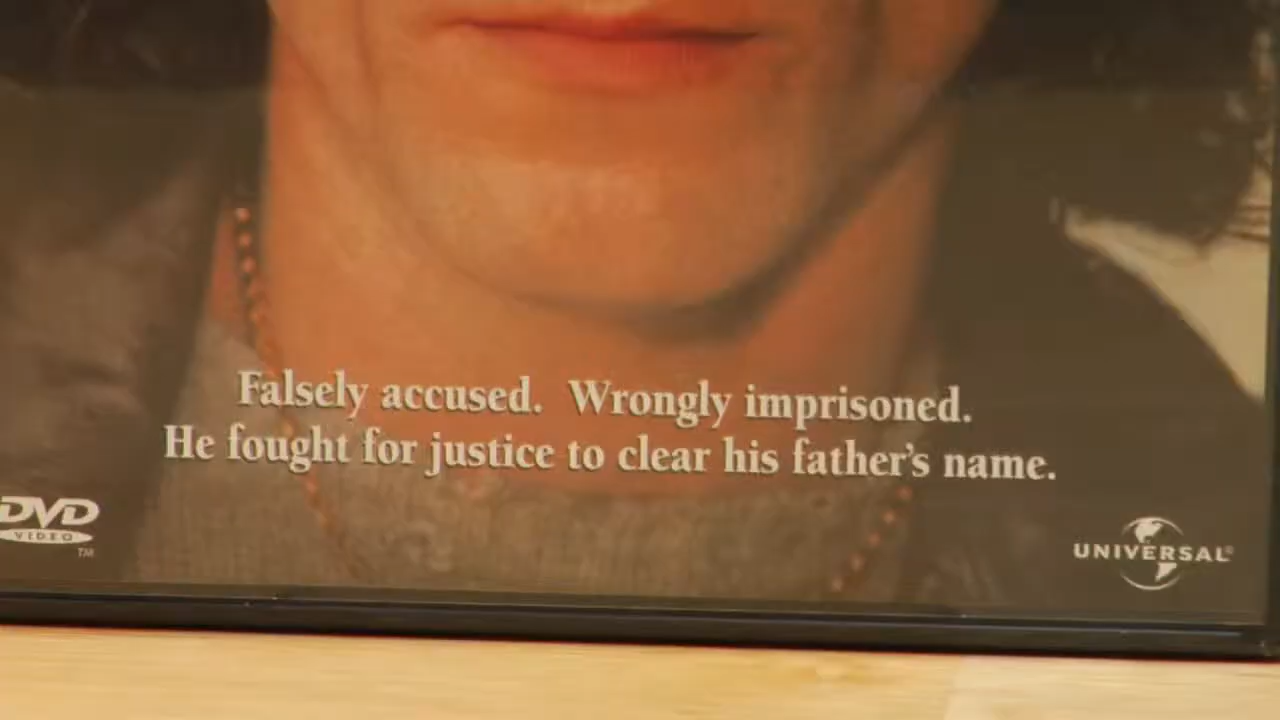 Falsely accused. Wrongly imprisoned.
He fought for justice to clear his father's name.
DVD
VIDEO
TM
UNIVERSAL®